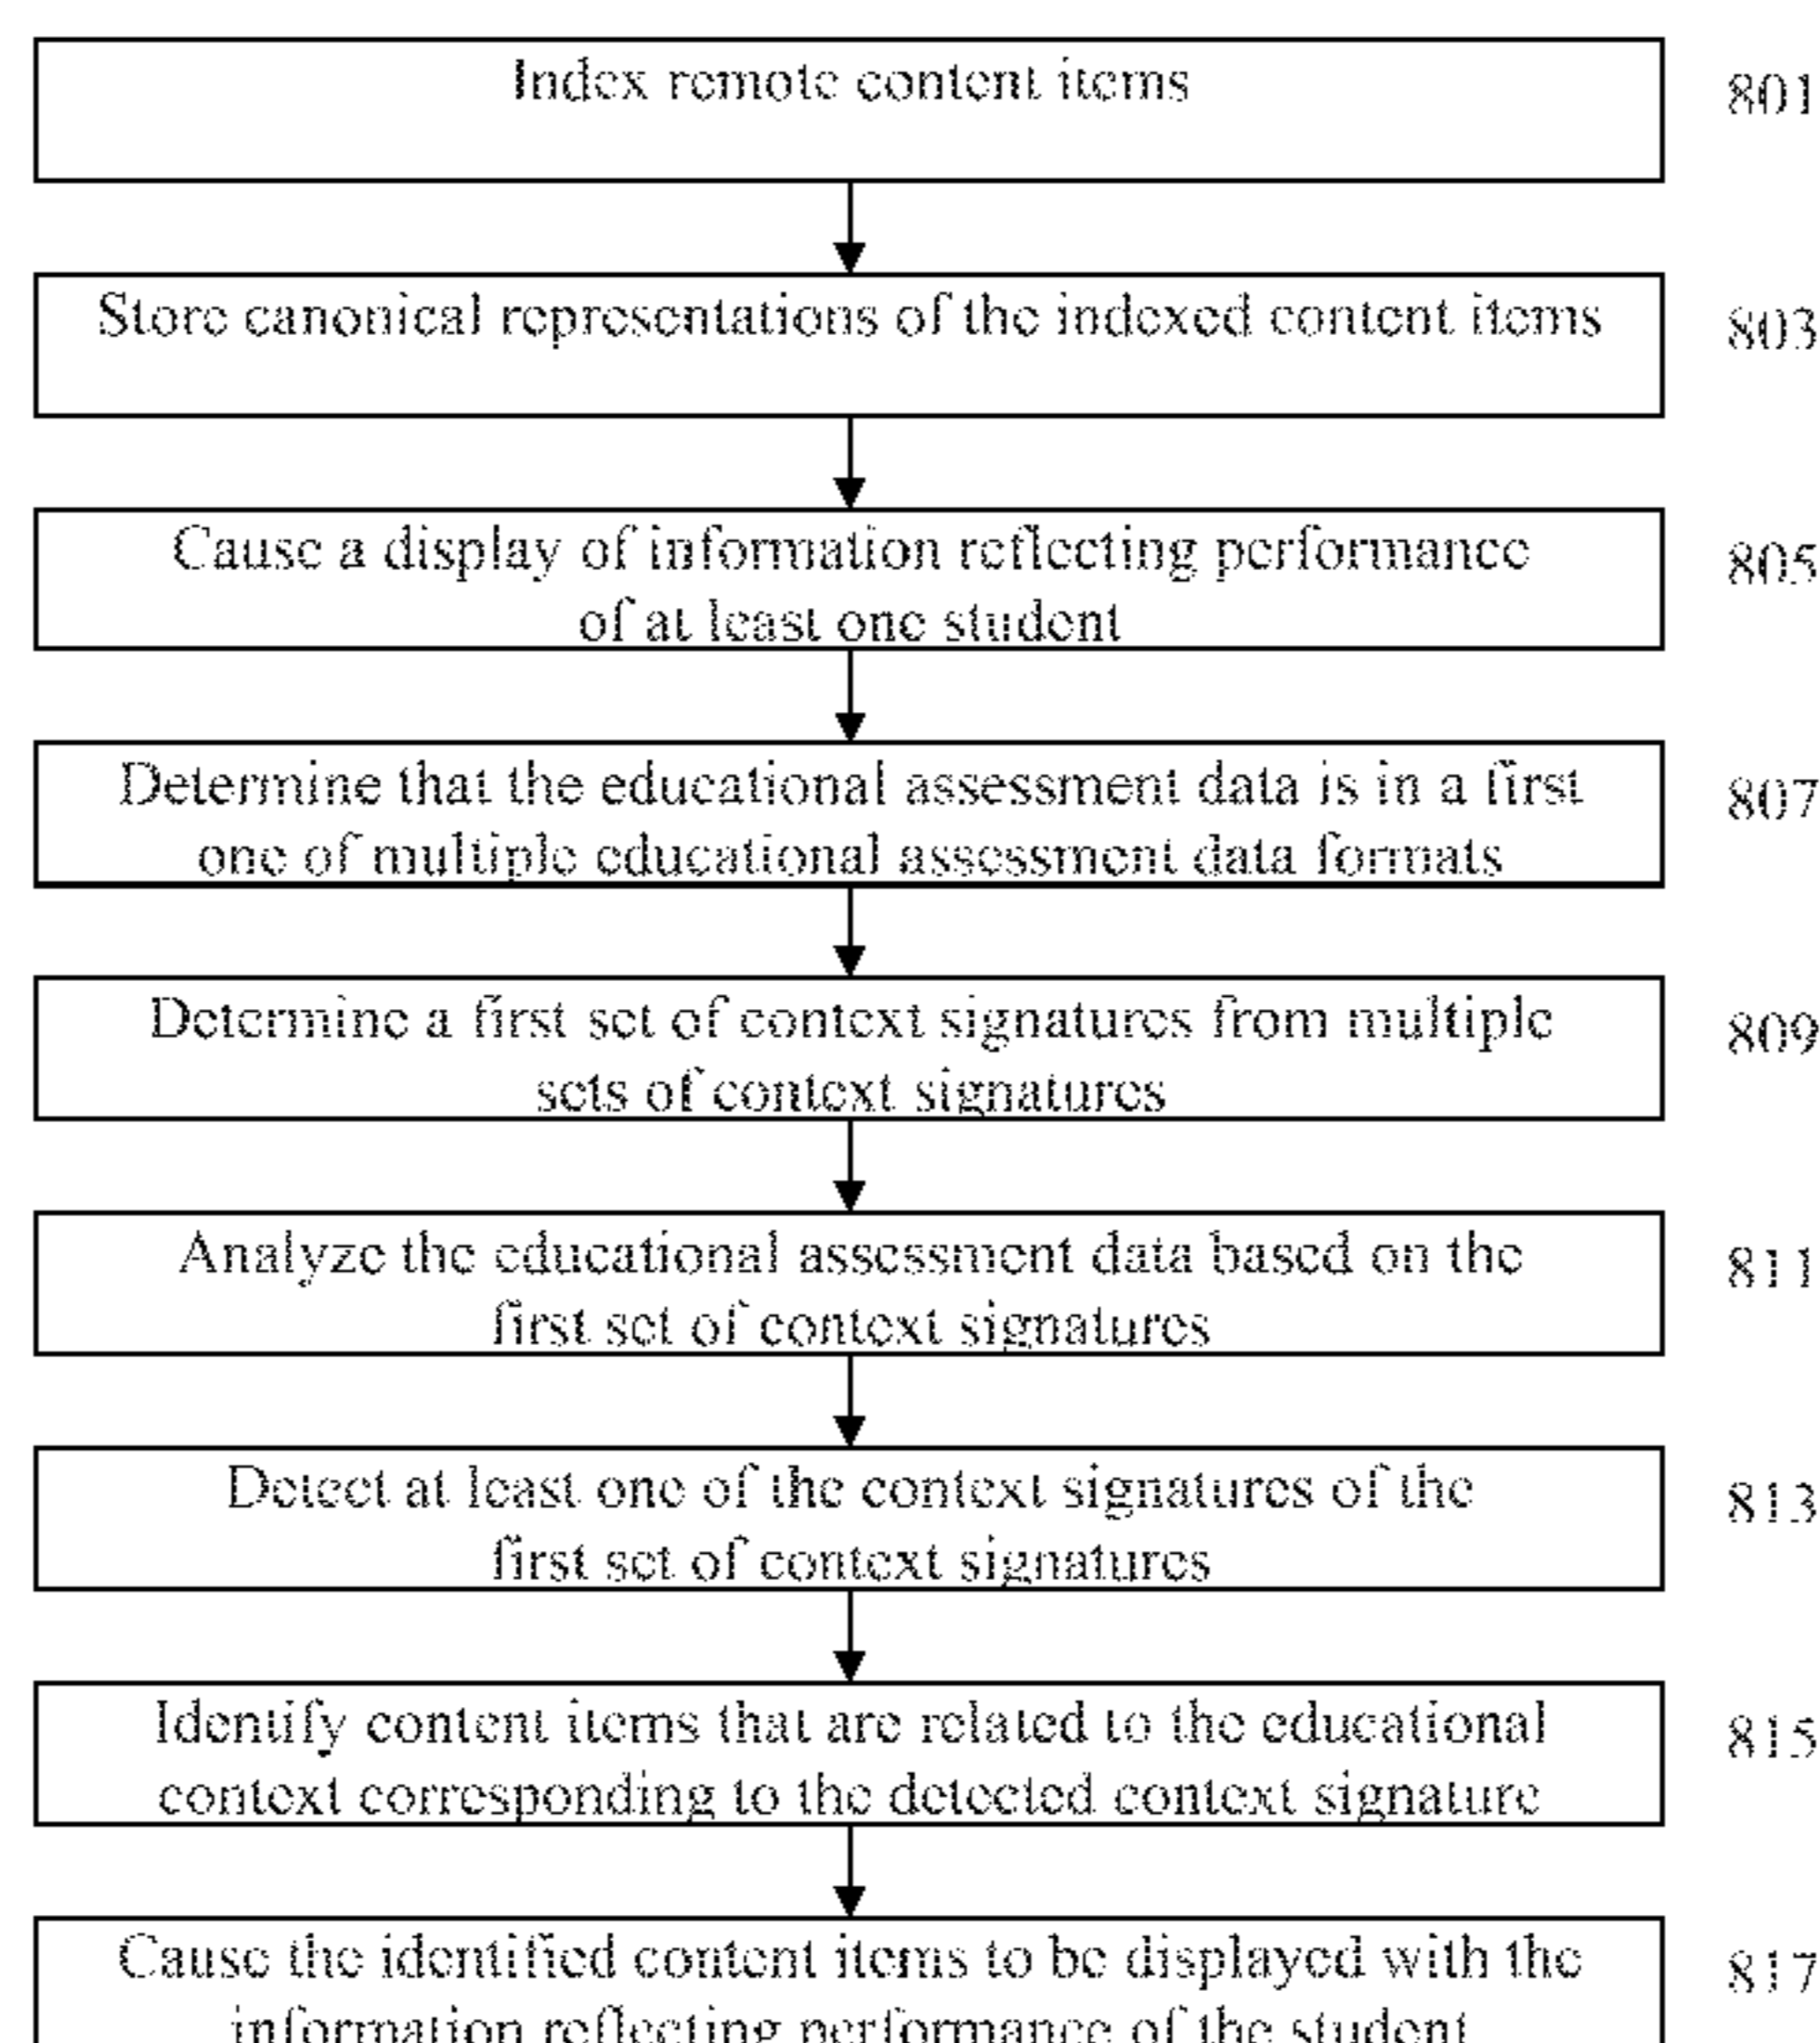 Index remote content items
801
Store canonical representations of the indexed content items
803
Cause a display of information reflecting performance
of at least one student
805
Determine that the educational assessment data is in a first
one of multiple educational assessment data formats
807
Determine a first set of context signatures from multiple
sets of context signatures
809
Analyze the educational assessment data based on the
first set of context signatures
811
Detect at least one of the context signatures of the
first set of context signatures
813
Identify content items that are related to the educational
context corresponding to the detected context signature
815
Cause the identified content items to be displayed with the
information reflecting performance of the student
817